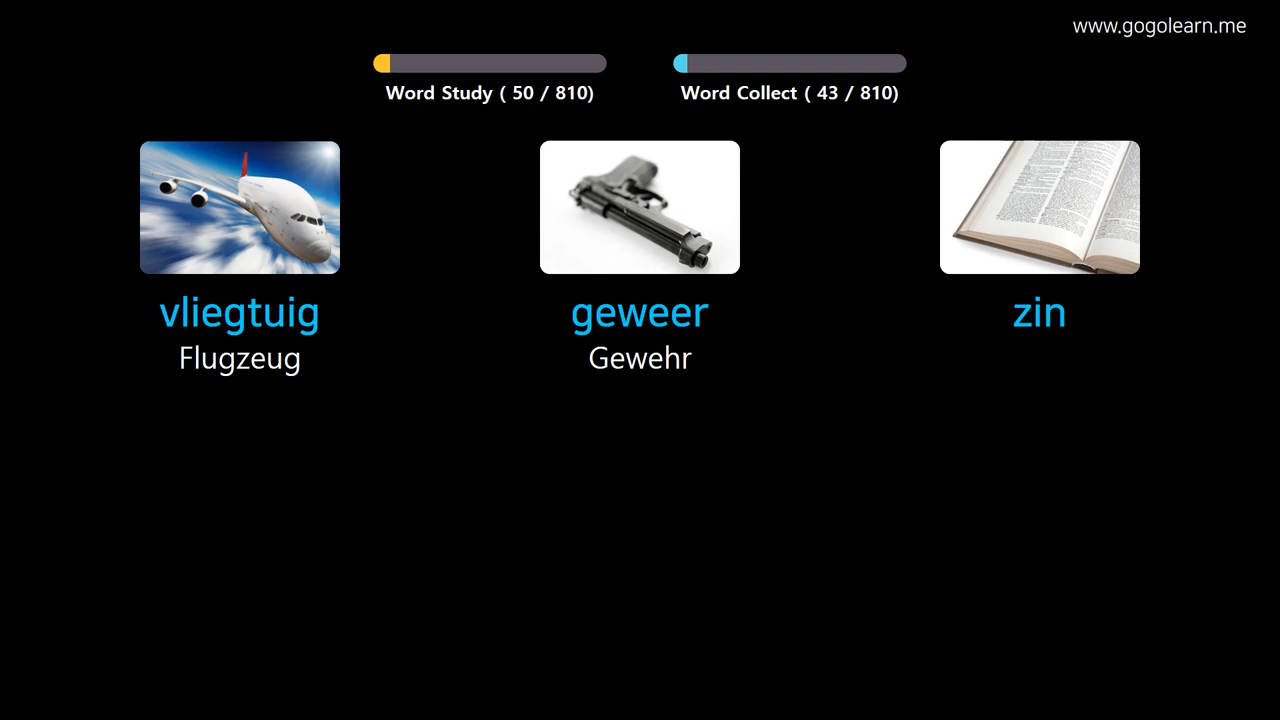 www.gogolearn.me
Word Study ( 50 / 810)
Word Collect ( 43 / 810)
vliegtuig
geweer
zin
Flugzeug
Gewehr